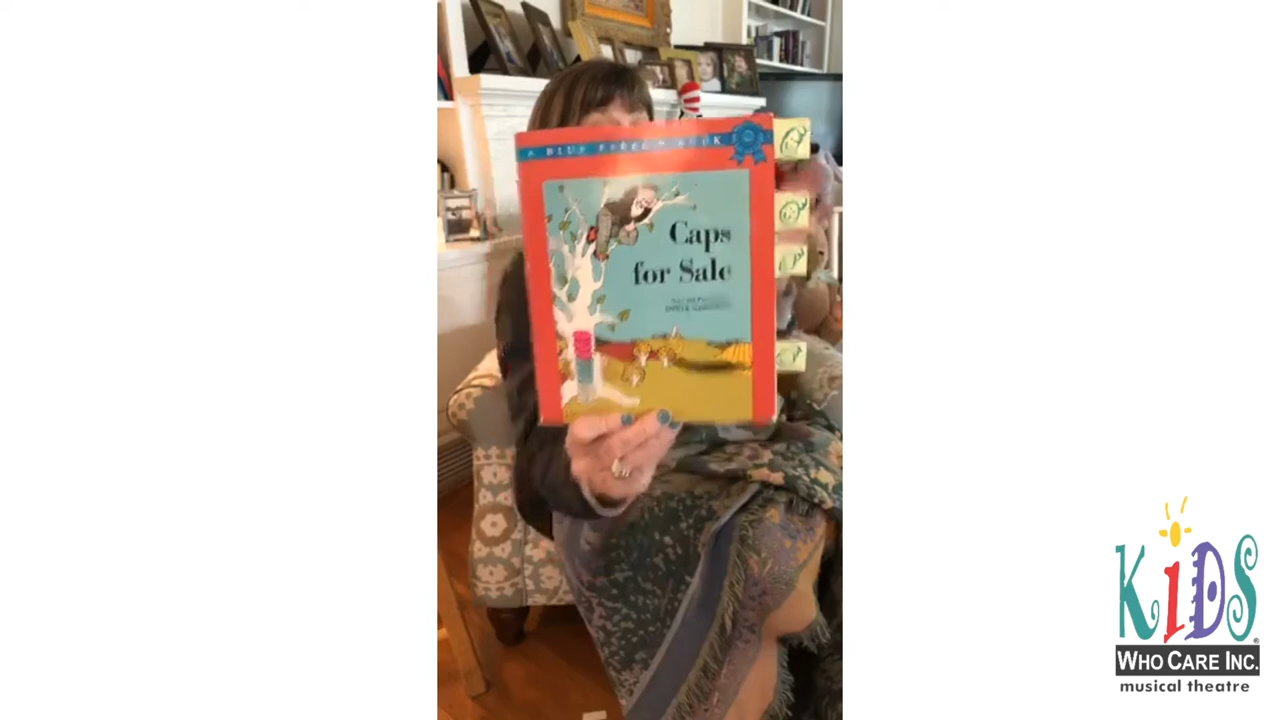 A BLUE RIBBON BOOK
Caps
for Sale
KiDS
WHO CARE INC.
musical theatre